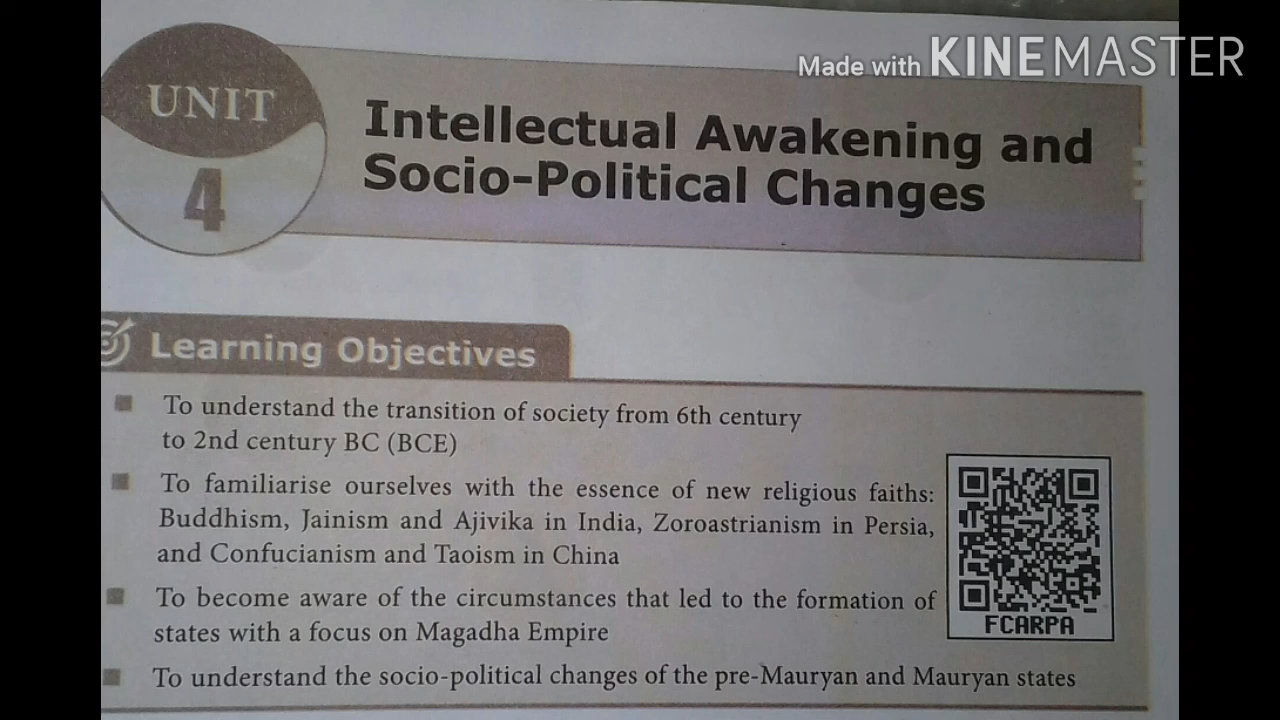 Made with KINEMASTER
UNIT
4
Intellectual Awakening and
Socio-Political Changes
Learning Objectives
To understand the transition of society from 6th century
to 2nd century BC (BCE)
To familiarise ourselves with the essence of new religious faiths:
Buddhism, Jainism and Ajivika in India, Zoroastrianism in Persia,
and Confucianism and Taoism in China
To become aware of the circumstances that led to the formation of
states with a focus on Magadha Empire
To understand the socio-political changes of the pre-Mauryan and Mauryan states
FCARPA